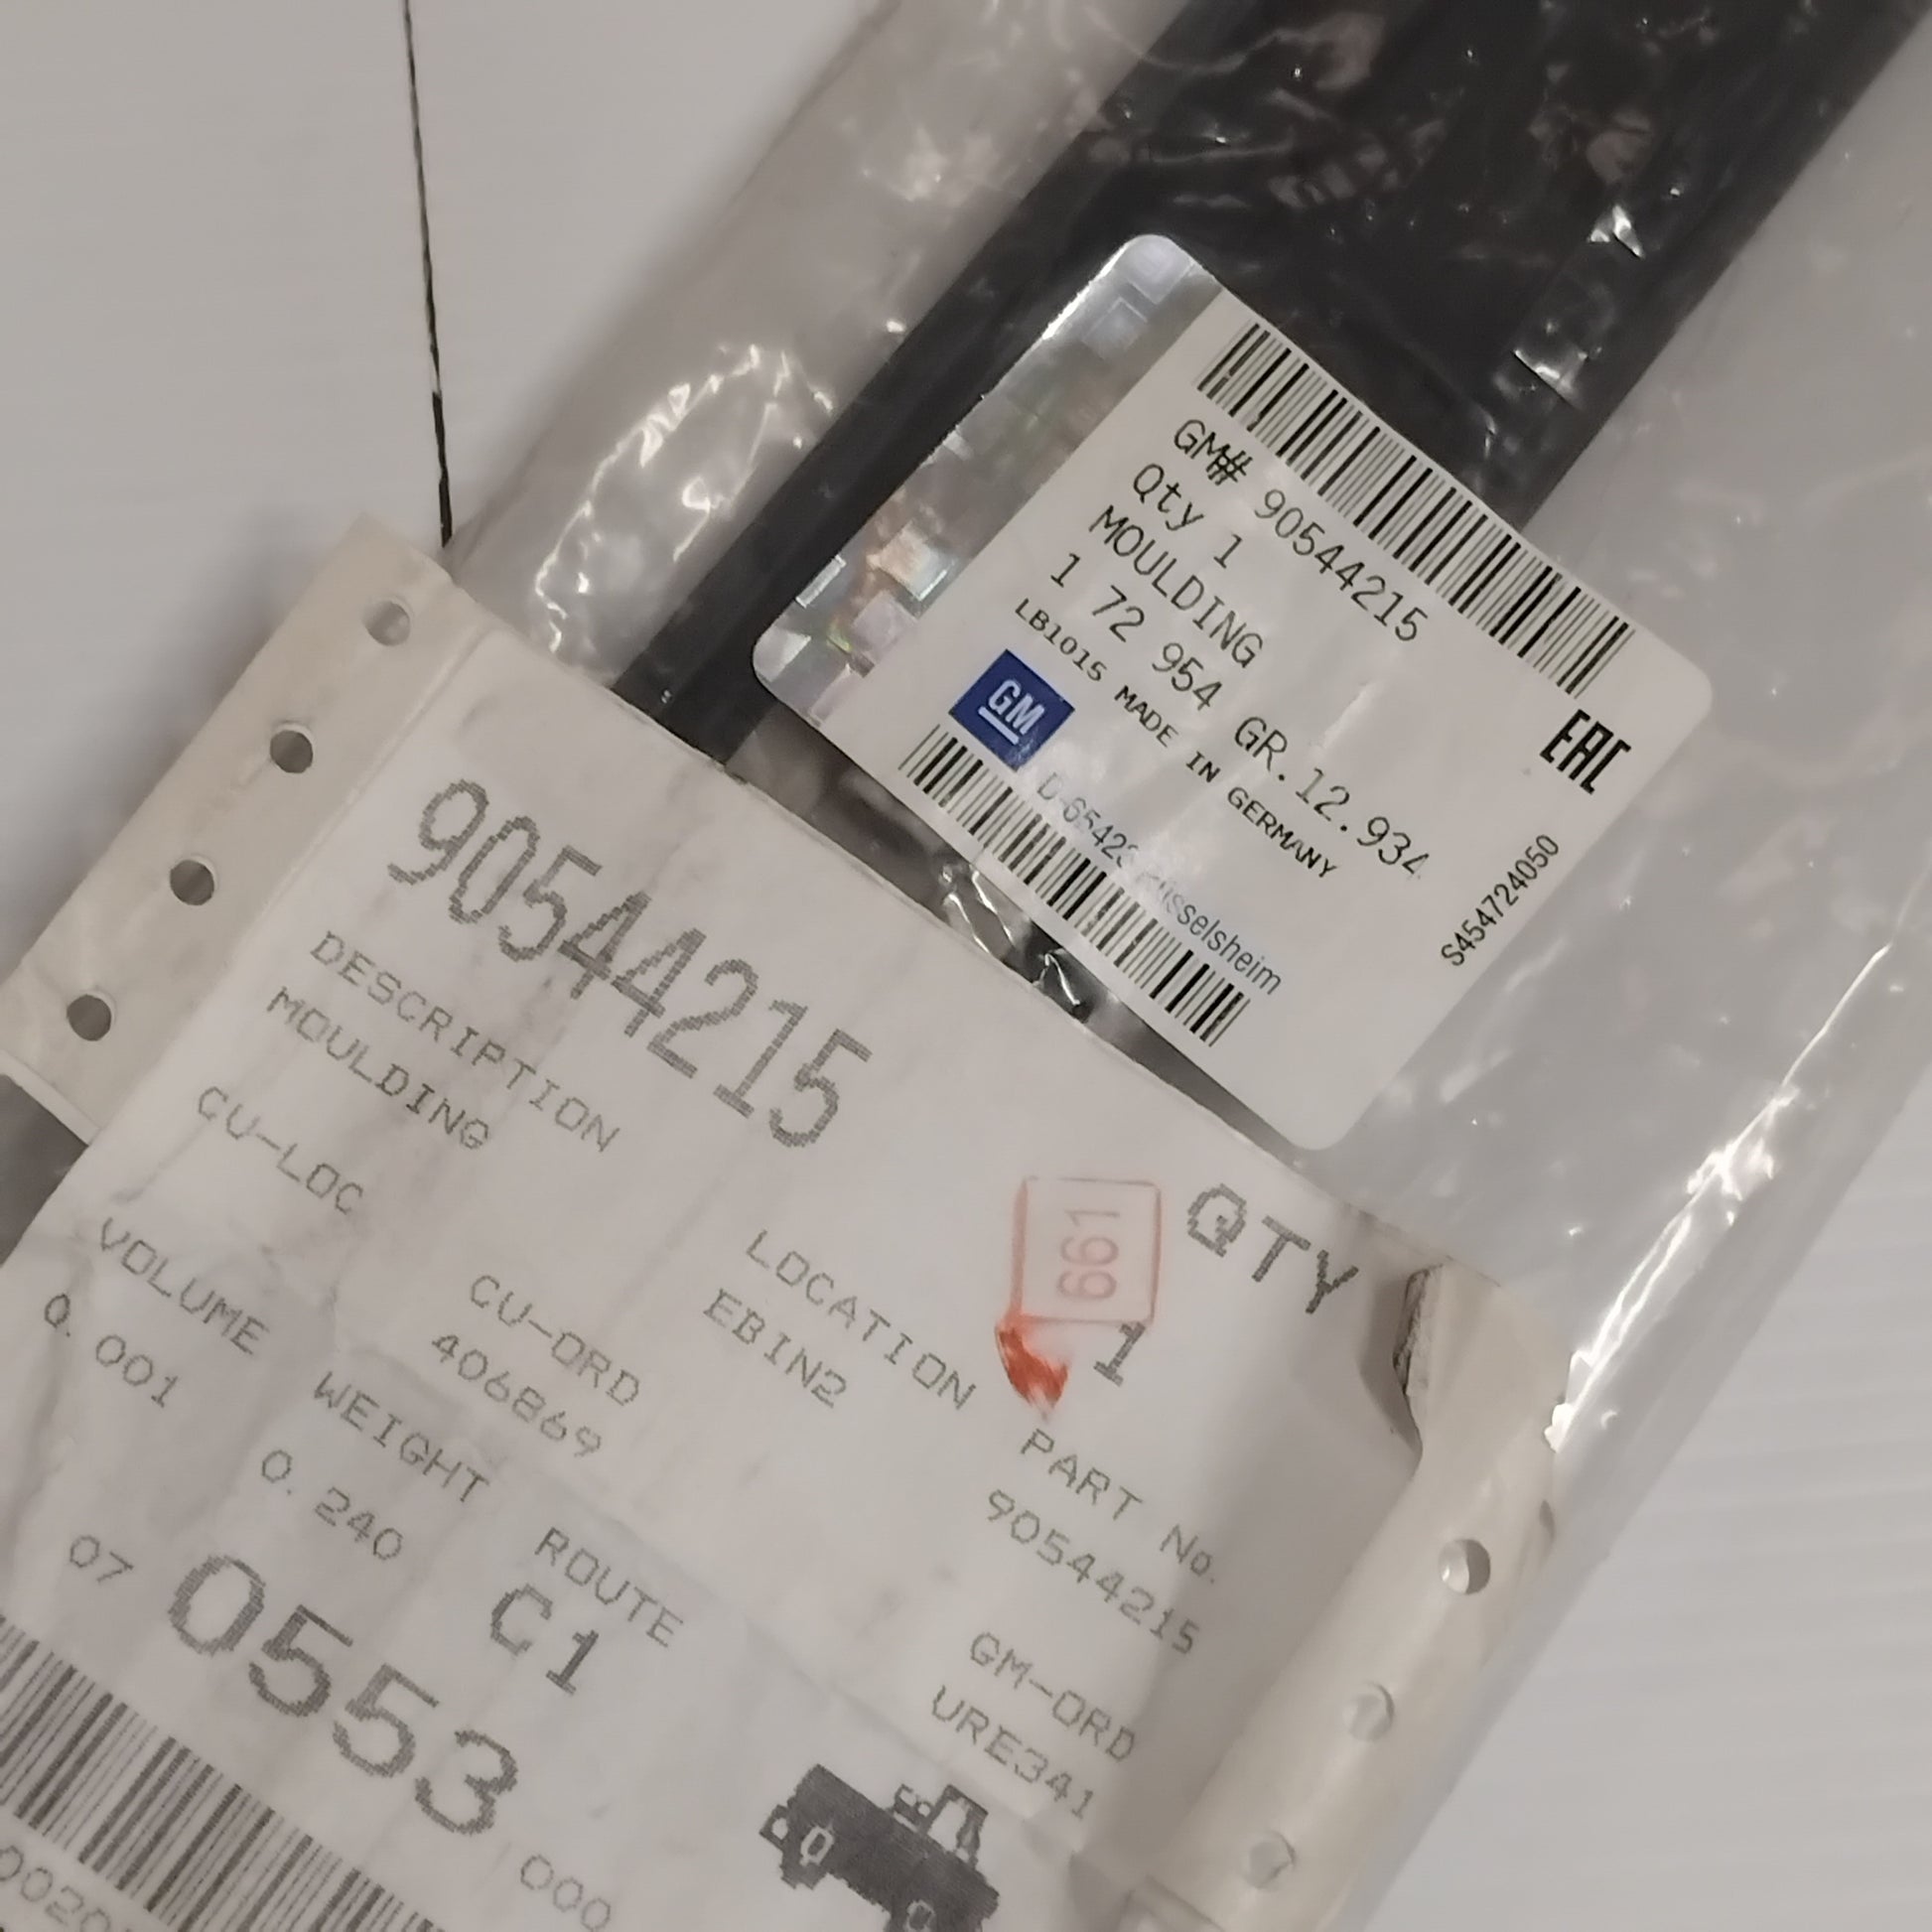 GM# 90544215
Qty 1
MOULDING
1 72 954 GR.12.934
LB1015 MADE IN GERMANY
GM
EAC
S454724050
90544215
DESCRIPTION
MOULDING
QTY
1
661
CU-LOC
CU-ORD
406869
LOCATION
EBIN2
PART No.
90544215
VOLUME
0.001
WEIGHT
0.240
ROUTE
C1
GM-ORD
URE341
07 0553 000